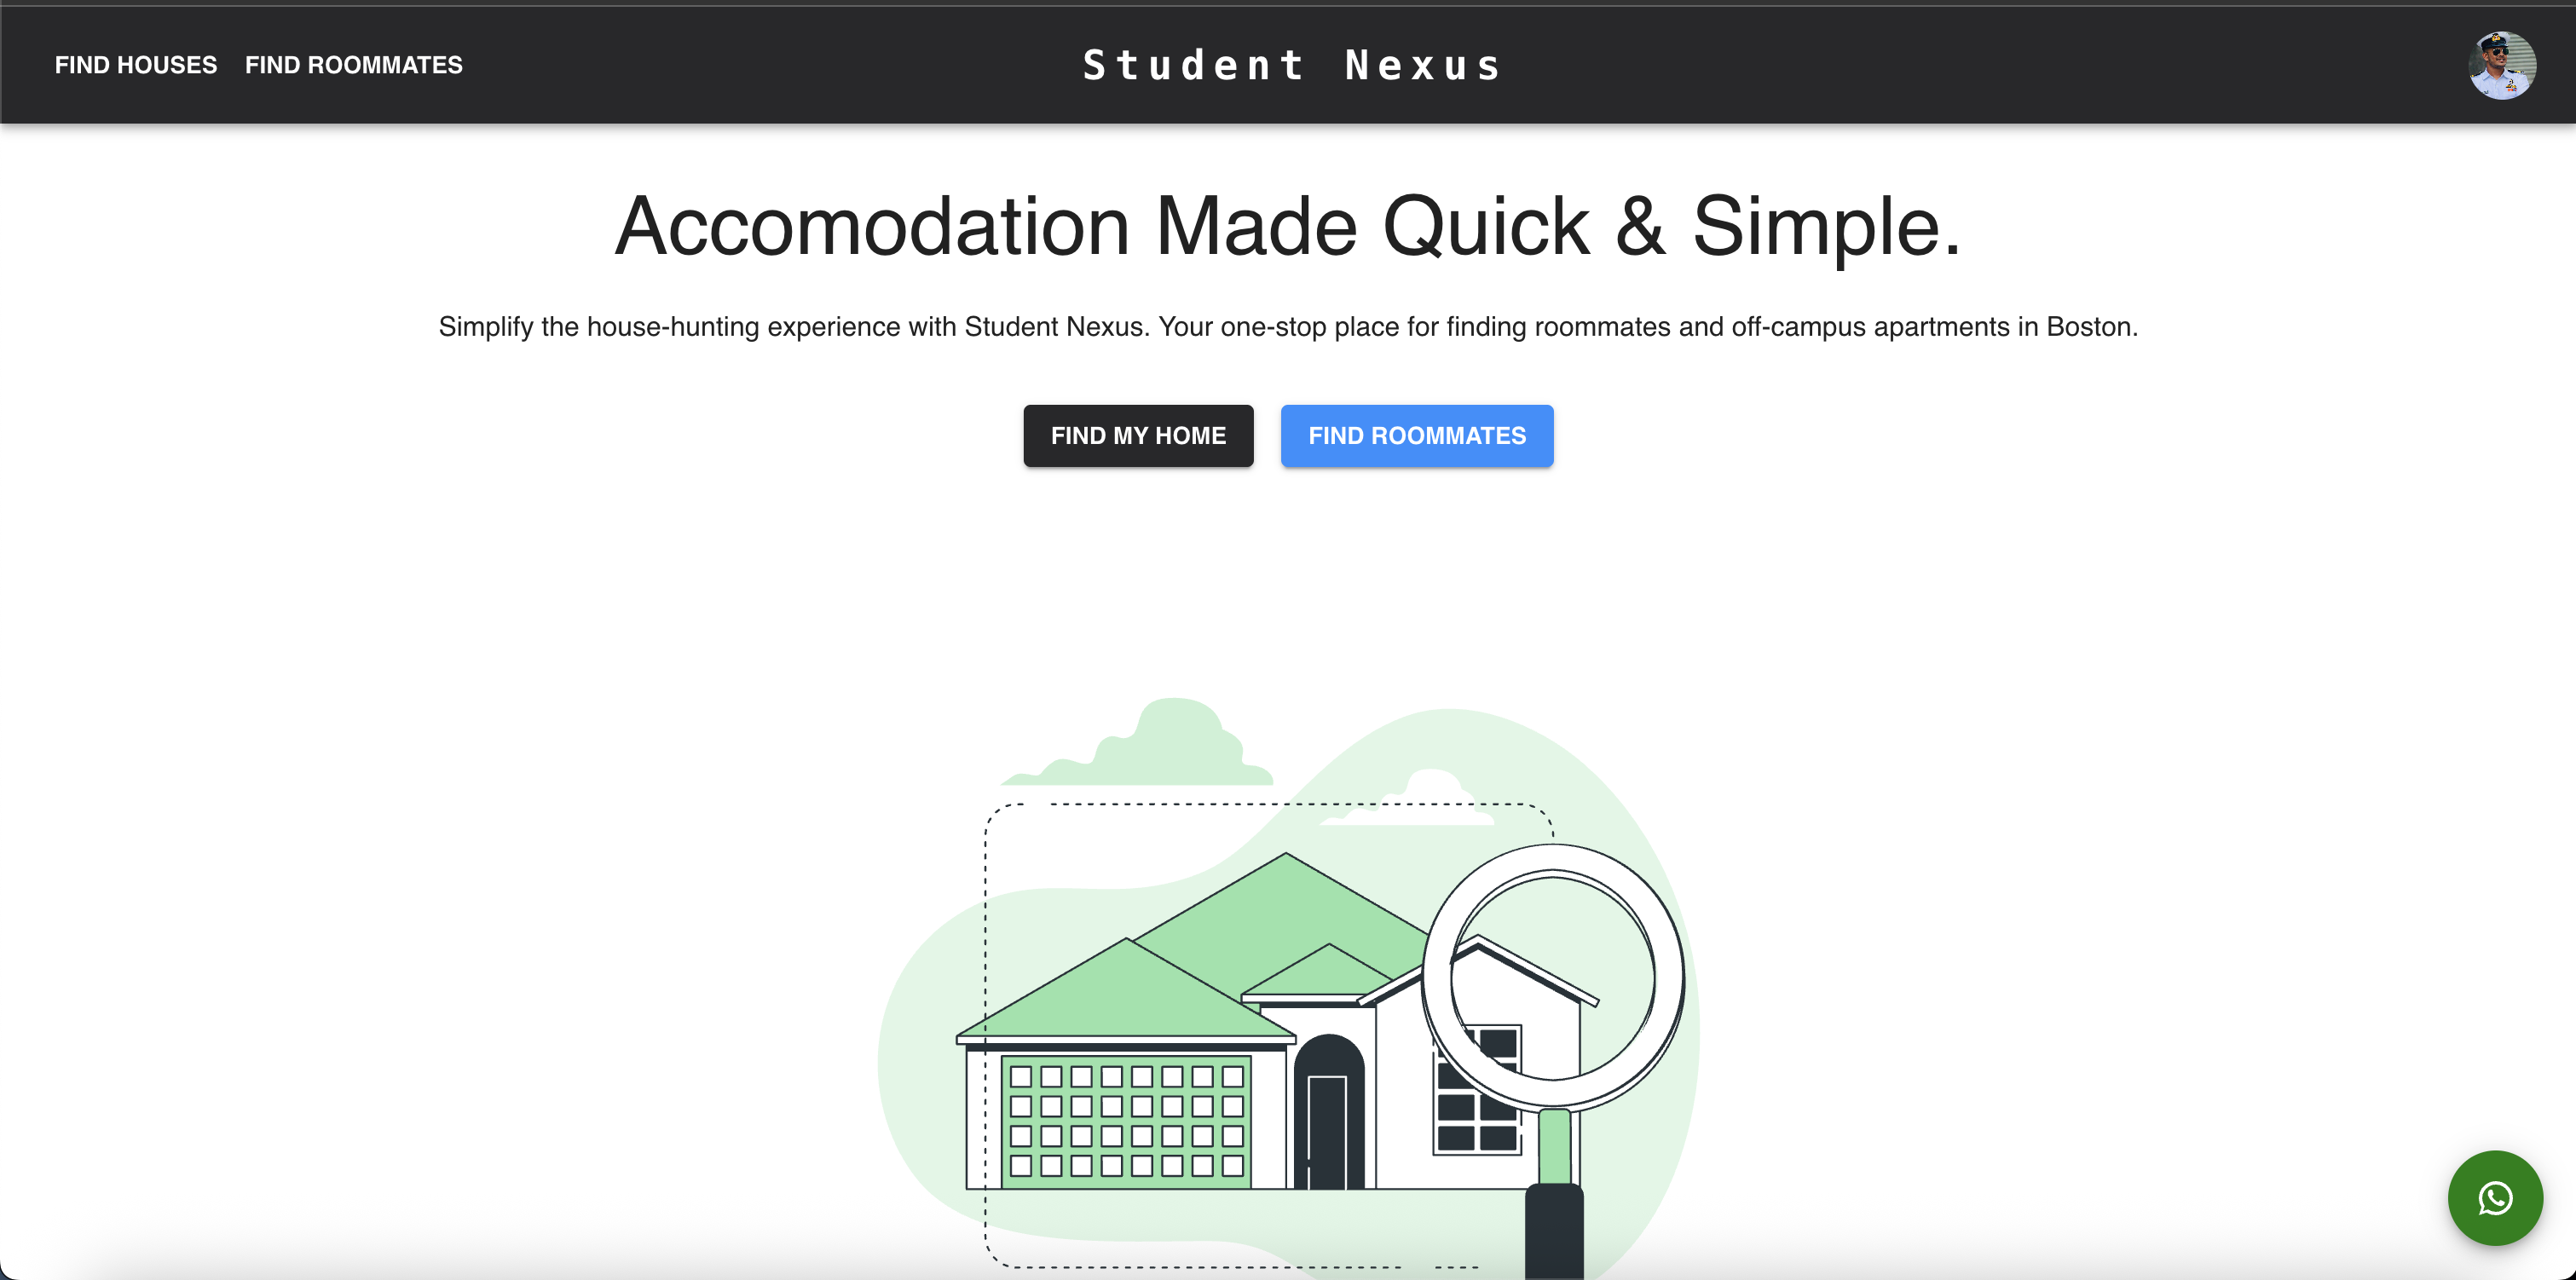 FIND HOUSES FIND ROOMMATES Student Nexus
Accomodation Made Quick & Simple.
Simplify the house-hunting experience with Student Nexus. Your one-stop place for finding roommates and off-campus apartments in Boston.
FIND MY HOME FIND ROOMMATES